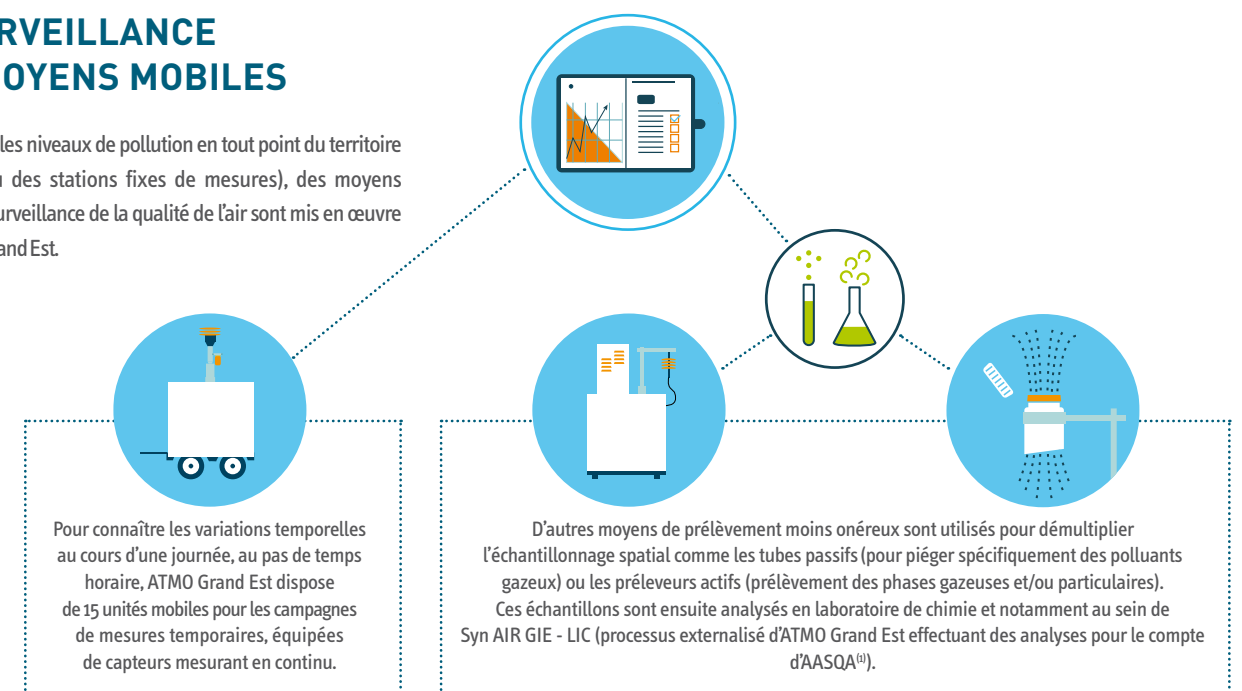 RVEILLANCE
OYENS MOBILES
les niveaux de pollution en tout point du territoire
des stations fixes de mesures), des moyens
urveillance de la qualité de l’air sont mis en œuvre
and Est.
Pour connaître les variations temporelles
au cours d’une journée, au pas de temps
horaire, ATMO Grand Est dispose
de 15 unités mobiles pour les campagnes
de mesures temporaires, équipées
de capteurs mesurant en continu.
D’autres moyens de prélèvement moins onéreux sont utilisés pour démultiplier
l’échantillonnage spatial comme les tubes passifs (pour piéger spécifiquement des polluants
gazeux) ou les préleveurs actifs (prélèvement des phases gazeuses et/ou particulaires).
Ces échantillons sont ensuite analysés en laboratoire de chimie et notamment au sein de
Syn AIR GIE - LIC (processus externalisé d’ATMO Grand Est effectuant des analyses pour le compte
d’AASQA(1)).